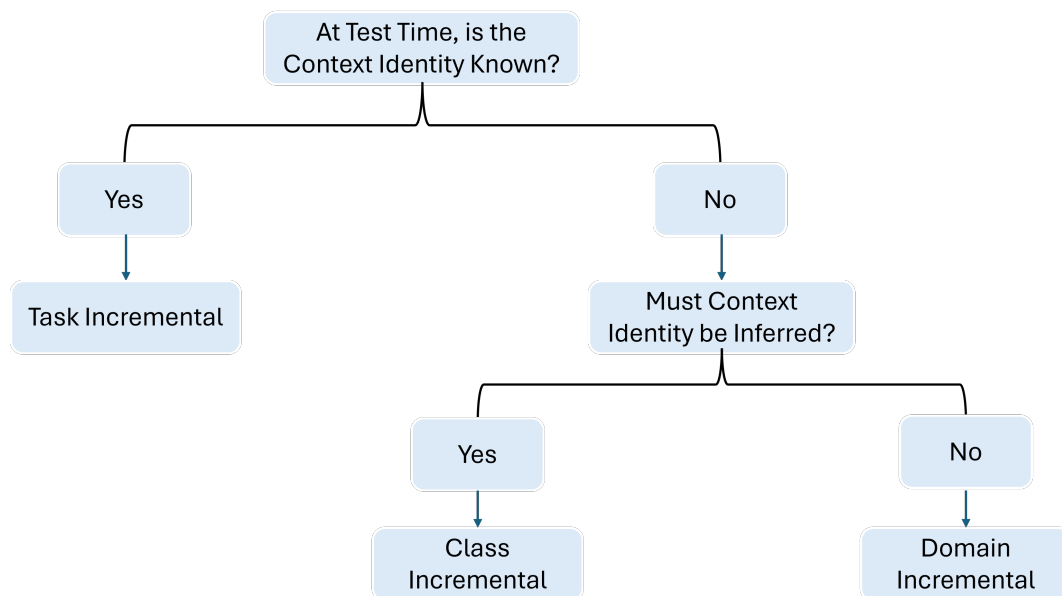 At Test Time, is the
Context Identity Known?
Yes
No
Task Incremental
Must Context
Identity be Inferred?
Yes
No
Class
Incremental
Domain
Incremental